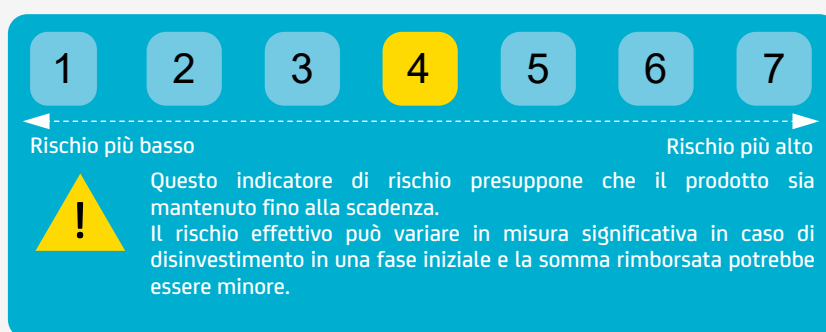 1 2 3 4 5 6 7
Rischio più basso Rischio più alto
!
Questo indicatore di rischio presuppone che il prodotto sia
mantenuto fino alla scadenza.
Il rischio effettivo può variare in misura significativa in caso di
disinvestimento in una fase iniziale e la somma rimborsata potrebbe
essere minore.